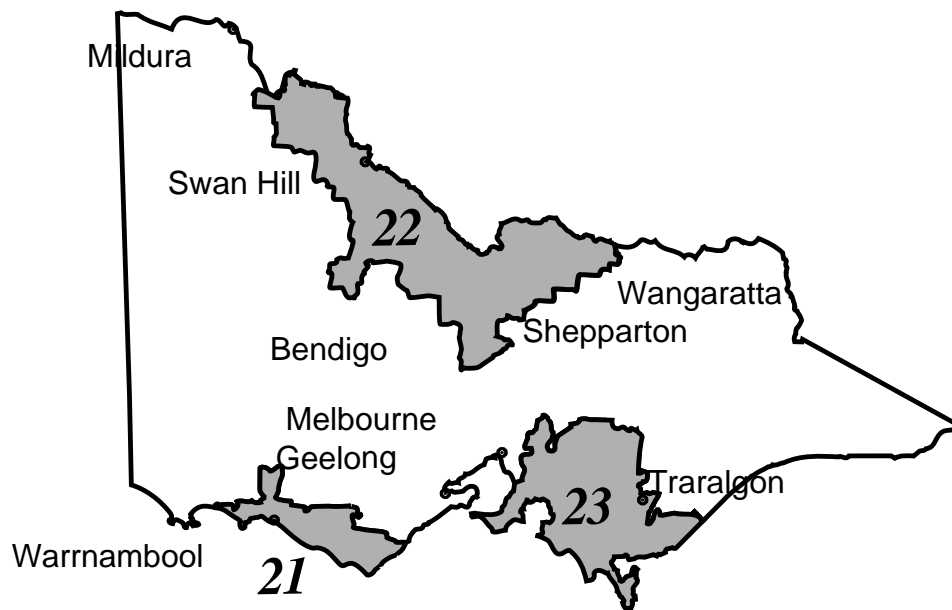 Mildura
Swan Hill
22
Wangaratta
Shepparton
Bendigo
Melbourne
Geelong
Traralgon
23
Warrnambool
21